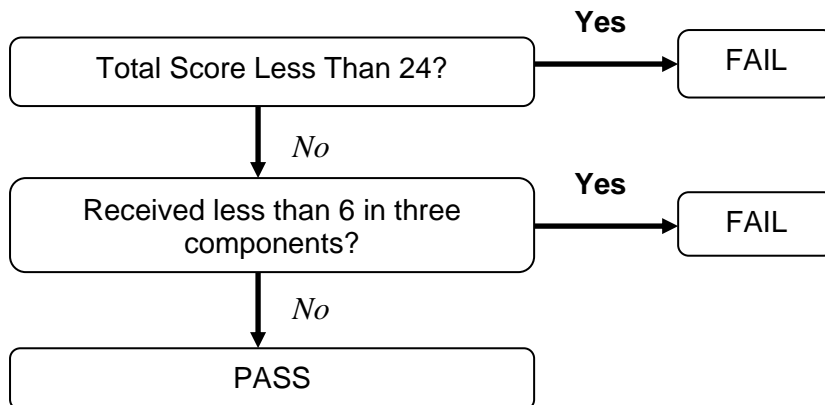 Yes
Total Score Less Than 24?
FAIL
No
Yes
Received less than 6 in three
components?
FAIL
No
PASS